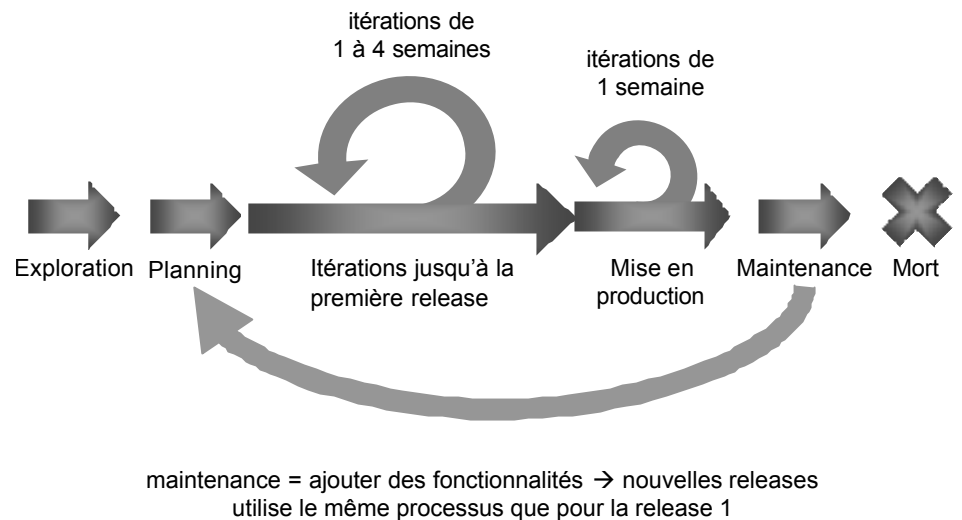 itérations de
1 à 4 semaines
itérations de
1 semaine
Exploration
Planning
Itérations jusqu'à la
première release
Mise en
production
Maintenance
Mort
maintenance = ajouter des fonctionnalités → nouvelles releases
utilise le même processus que pour la release 1